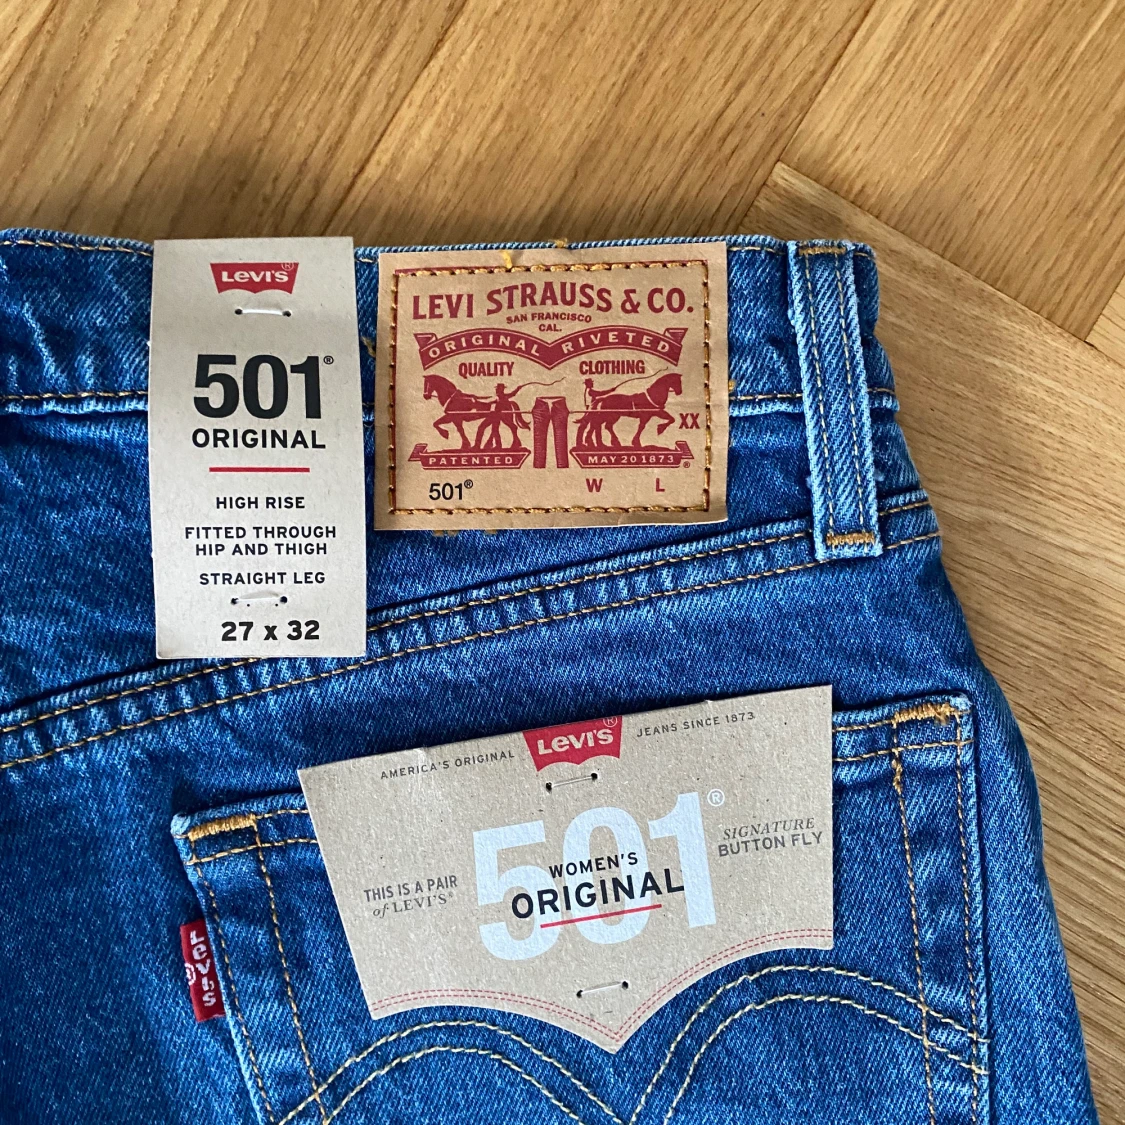 Levi's®
501®
ORIGINAL
HIGH RISE
FITTED THROUGH
HIP AND THIGH
STRAIGHT LEG
27 x 32
LEVI STRAUSS & CO.
SAN FRANCISCO
CAL.
ORIGINAL RIVETED
QUALITY CLOTHING
XX
PATENTED MAY 20 1873 ®
501® W L
AMERICA'S ORIGINAL Levi's® JEANS SINCE 1873
501®
WOMEN'S
ORIGINAL
THIS IS A PAIR
of LEVI'S®
SIGNATURE
BUTTON FLY
Levi's®